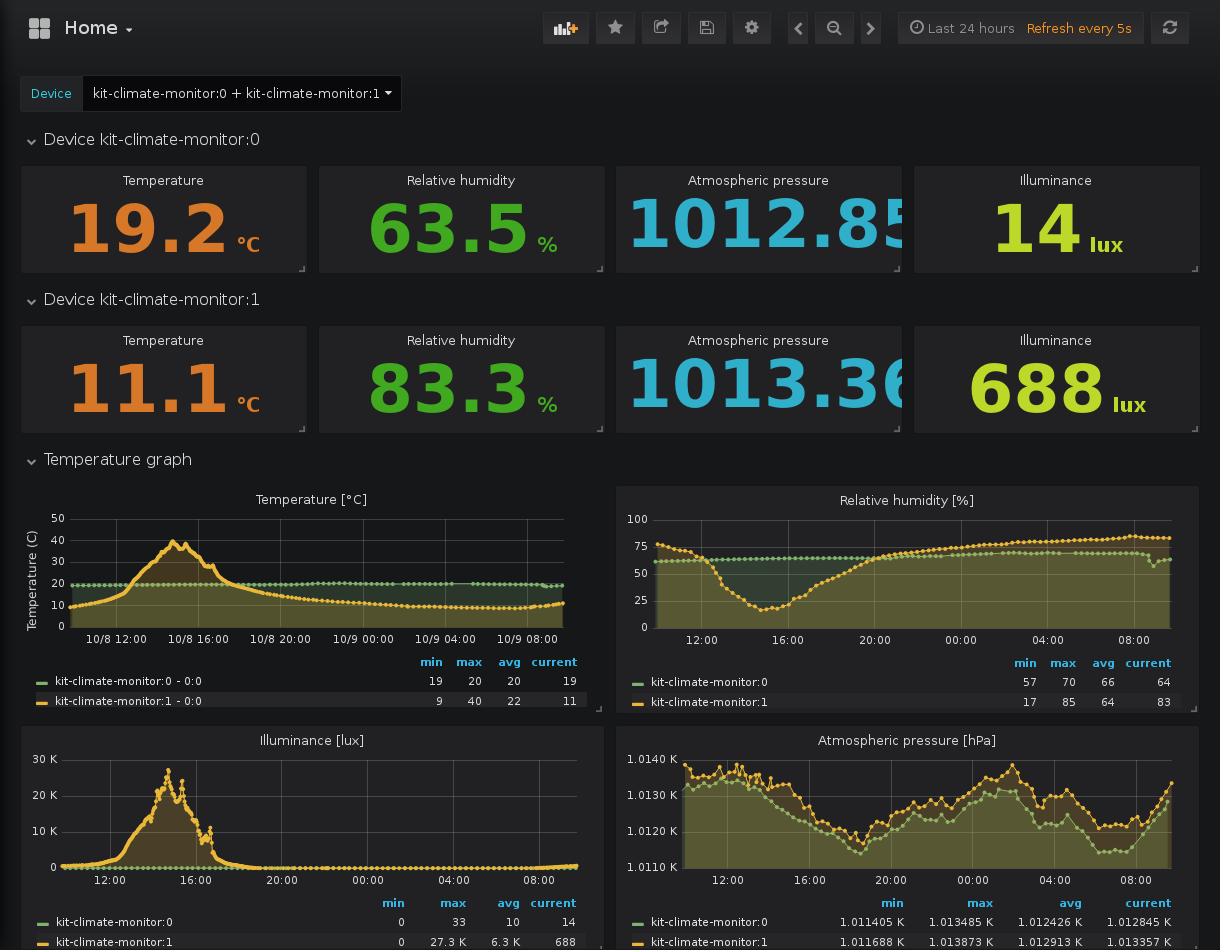 Home
Last 24 hours Refresh every 5s
Device kit-climate-monitor:0 + kit-climate-monitor:1
Device kit-climate-monitor:0
Temperature Relative humidity Atmospheric pressure Illuminance
19.2 °C 63.5 % 1012.85 14 lux
Device kit-climate-monitor:1
Temperature Relative humidity Atmospheric pressure Illuminance
11.1 °C 83.3 % 1013.36 688 lux
Temperature graph
Temperature [°C]
Temperature (C)
50
40
30
20
10
0
10/8 12:00 10/8 16:00 10/8 20:00 10/9 00:00 10/9 04:00 10/9 08:00
min max avg current
kit-climate-monitor:0 - 0:0 19 20 20 19
kit-climate-monitor:1 - 0:0 9 40 22 11
Relative humidity [%]
100
75
50
25
0
12:00 16:00 20:00 00:00 04:00 08:00
min max avg current
kit-climate-monitor:0 57 70 66 64
kit-climate-monitor:1 17 85 64 83
Illuminance [lux]
30 K
20 K
10 K
0
12:00 16:00 20:00 00:00 04:00 08:00
min max avg current
kit-climate-monitor:0 0 33 10 14
kit-climate-monitor:1 0 27.3 K 6.3 K 688
Atmospheric pressure [hPa]
1.0140 K
1.0130 K
1.0120 K
1.0110 K
12:00 16:00 20:00 00:00 04:00 08:00
min max avg current
kit-climate-monitor:0 1.011405 K 1.013485 K 1.012426 K 1.012845 K
kit-climate-monitor:1 1.011688 K 1.013873 K 1.012913 K 1.013357 K